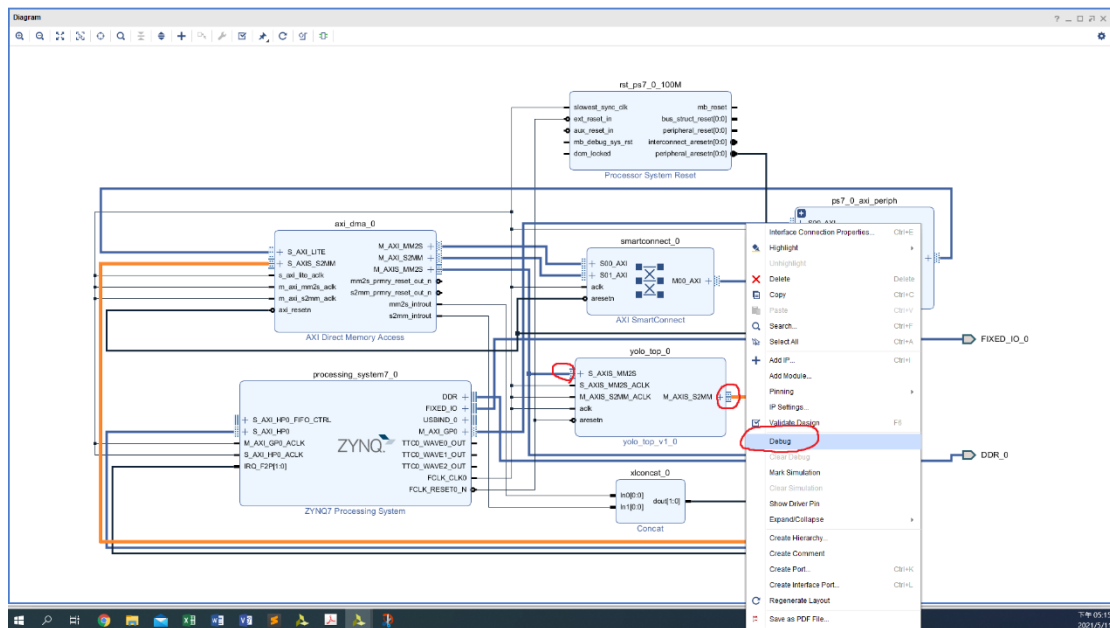 Diagram
rst_ps7_0_100M
slowest_sync_clk
mb_reset
ext_reset_in
bus_struct_reset[0:0]
aux_reset_in
peripheral_reset[0:0]
mb_debug_sys_rst
interconnect_aresetn[0:0]
dcm_locked
peripheral_aresetn[0:0]
Processor System Reset
ps7_0_axi_periph
axi_dma_0
S_AXI_LITE
M_AXI_MM2S
S_AXIS_S2MM
M_AXI_S2MM
s_axi_lite_aclk
M_AXIS_MM2S
m_axi_mm2s_aclk
mm2s_prmry_reset_out_n
m_axi_s2mm_aclk
s2mm_prmry_reset_out_n
axi_resetn
mm2s_introut
s2mm_introut
AXI Direct Memory Access
smartconnect_0
S00_AXI
S01_AXI
M00_AXI
aclk
aresetn
AXI SmartConnect
yolo_top_0
S_AXIS_MM2S
S_AXIS_MM2S_ACLK
M_AXIS_S2MM_ACLK
M_AXIS_S2MM
aclk
aresetn
yolo_top_v1_0
processing_system7_0
DDR
FIXED_IO
S_AXI_HP0_FIFO_CTRL
USBIND_0
S_AXI_HP0
M_AXI_GP0
M_AXI_GP0_ACLK
TTC0_WAVE0_OUT
S_AXI_HP0_ACLK
TTC0_WAVE1_OUT
IRQ_F2P[1:0]
TTC0_WAVE2_OUT
FCLK_CLK0
FCLK_RESET0_N
ZYNQ
ZYNQ7 Processing System
xlconcat_0
In0[0:0]
In1[0:0]
dout[1:0]
Concat
FIXED_IO_0
DDR_0
Interface Connection Properties... Ctrl+E
Highlight
Unhighlight
Delete Delete
Copy Ctrl+C
Paste Ctrl+V
Search... Ctrl+F
Select All Ctrl+A
Add IP... Ctrl+I
Add Module...
Pinning
IP Settings...
Validate Design F6
Debug
Clear Debug
Mark Simulation
Clear Simulation
Show Driver Pin
Expand/Collapse
Create Hierarchy...
Create Comment
Create Port... Ctrl+K
Create Interface Port... Ctrl+L
Regenerate Layout
Save as PDF File...
下午 05:15